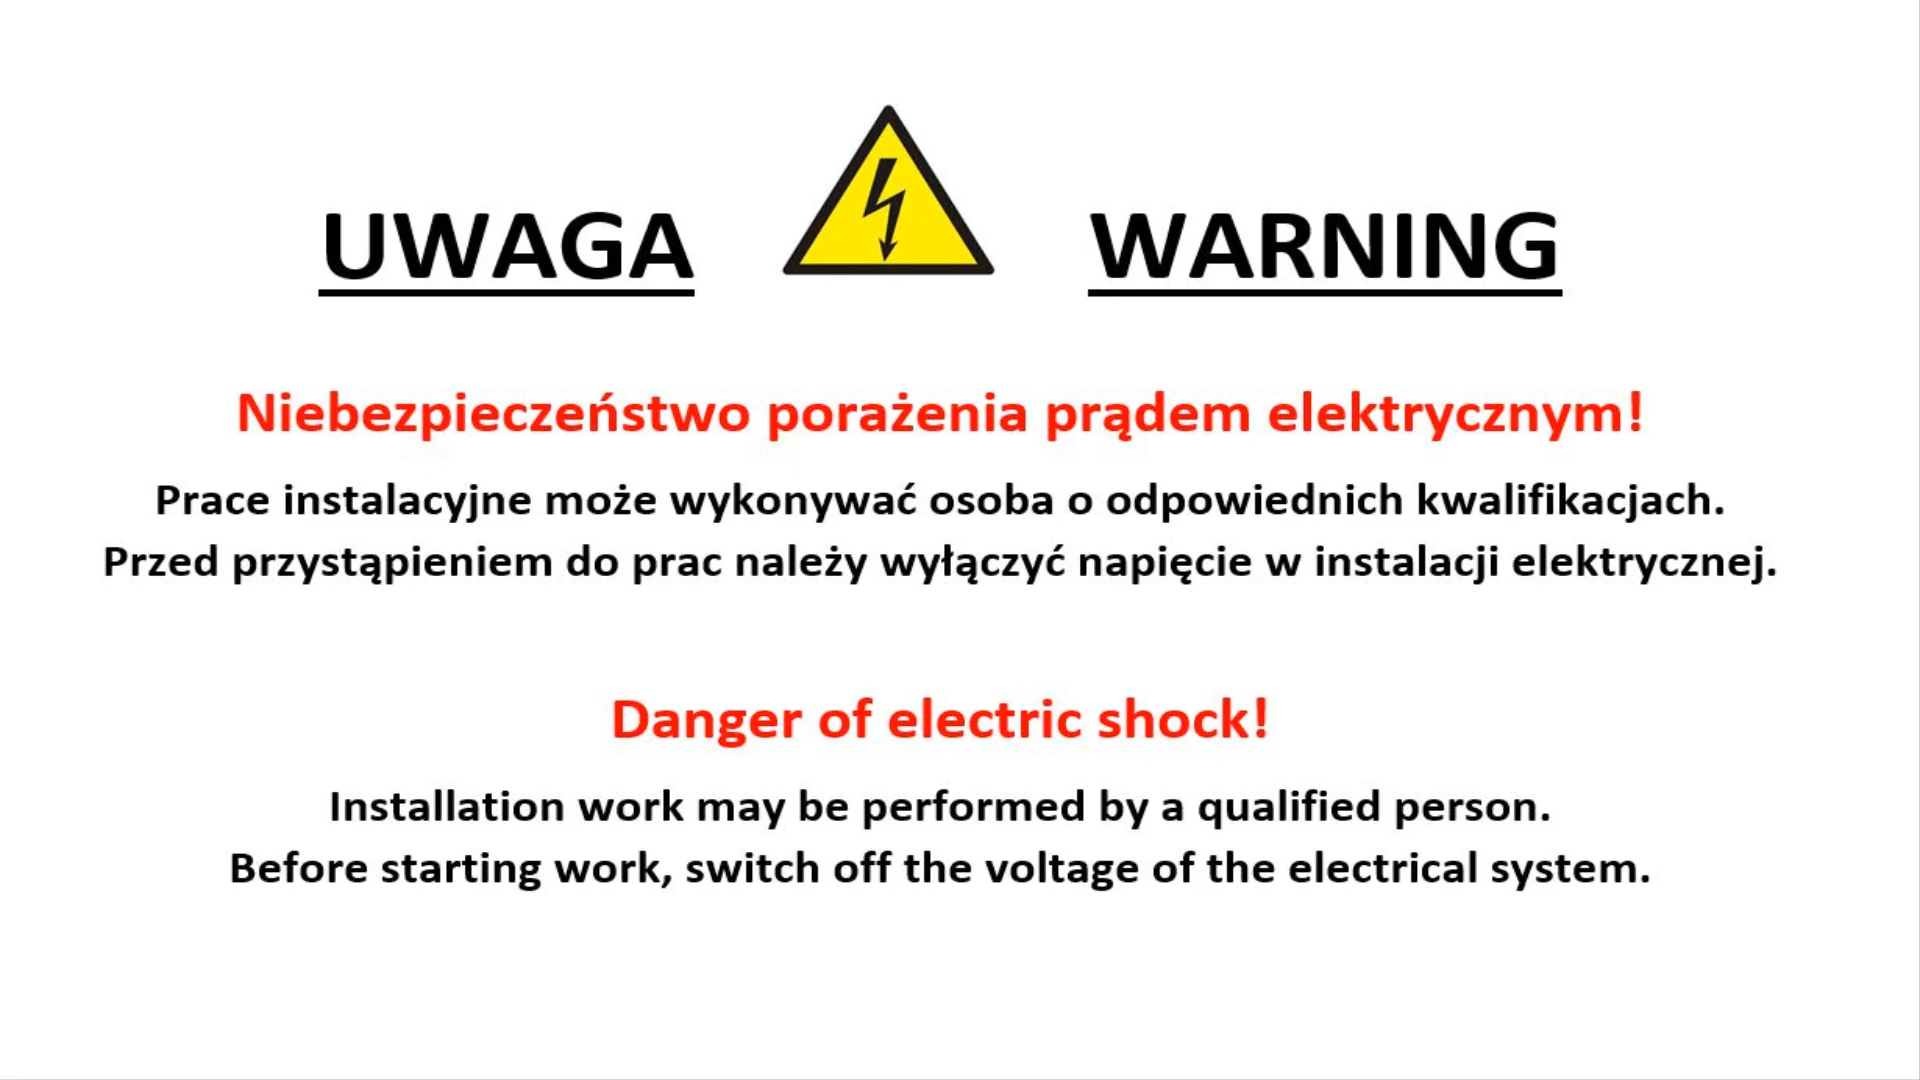 UWAGA WARNING
Niebezpieczeństwo porażenia prądem elektrycznym!
Prace instalacyjne może wykonywać osoba o odpowiednich kwalifikacjach.
Przed przystąpieniem do prac należy wyłączyć napięcie w instalacji elektrycznej.
Danger of electric shock!
Installation work may be performed by a qualified person.
Before starting work, switch off the voltage of the electrical system.